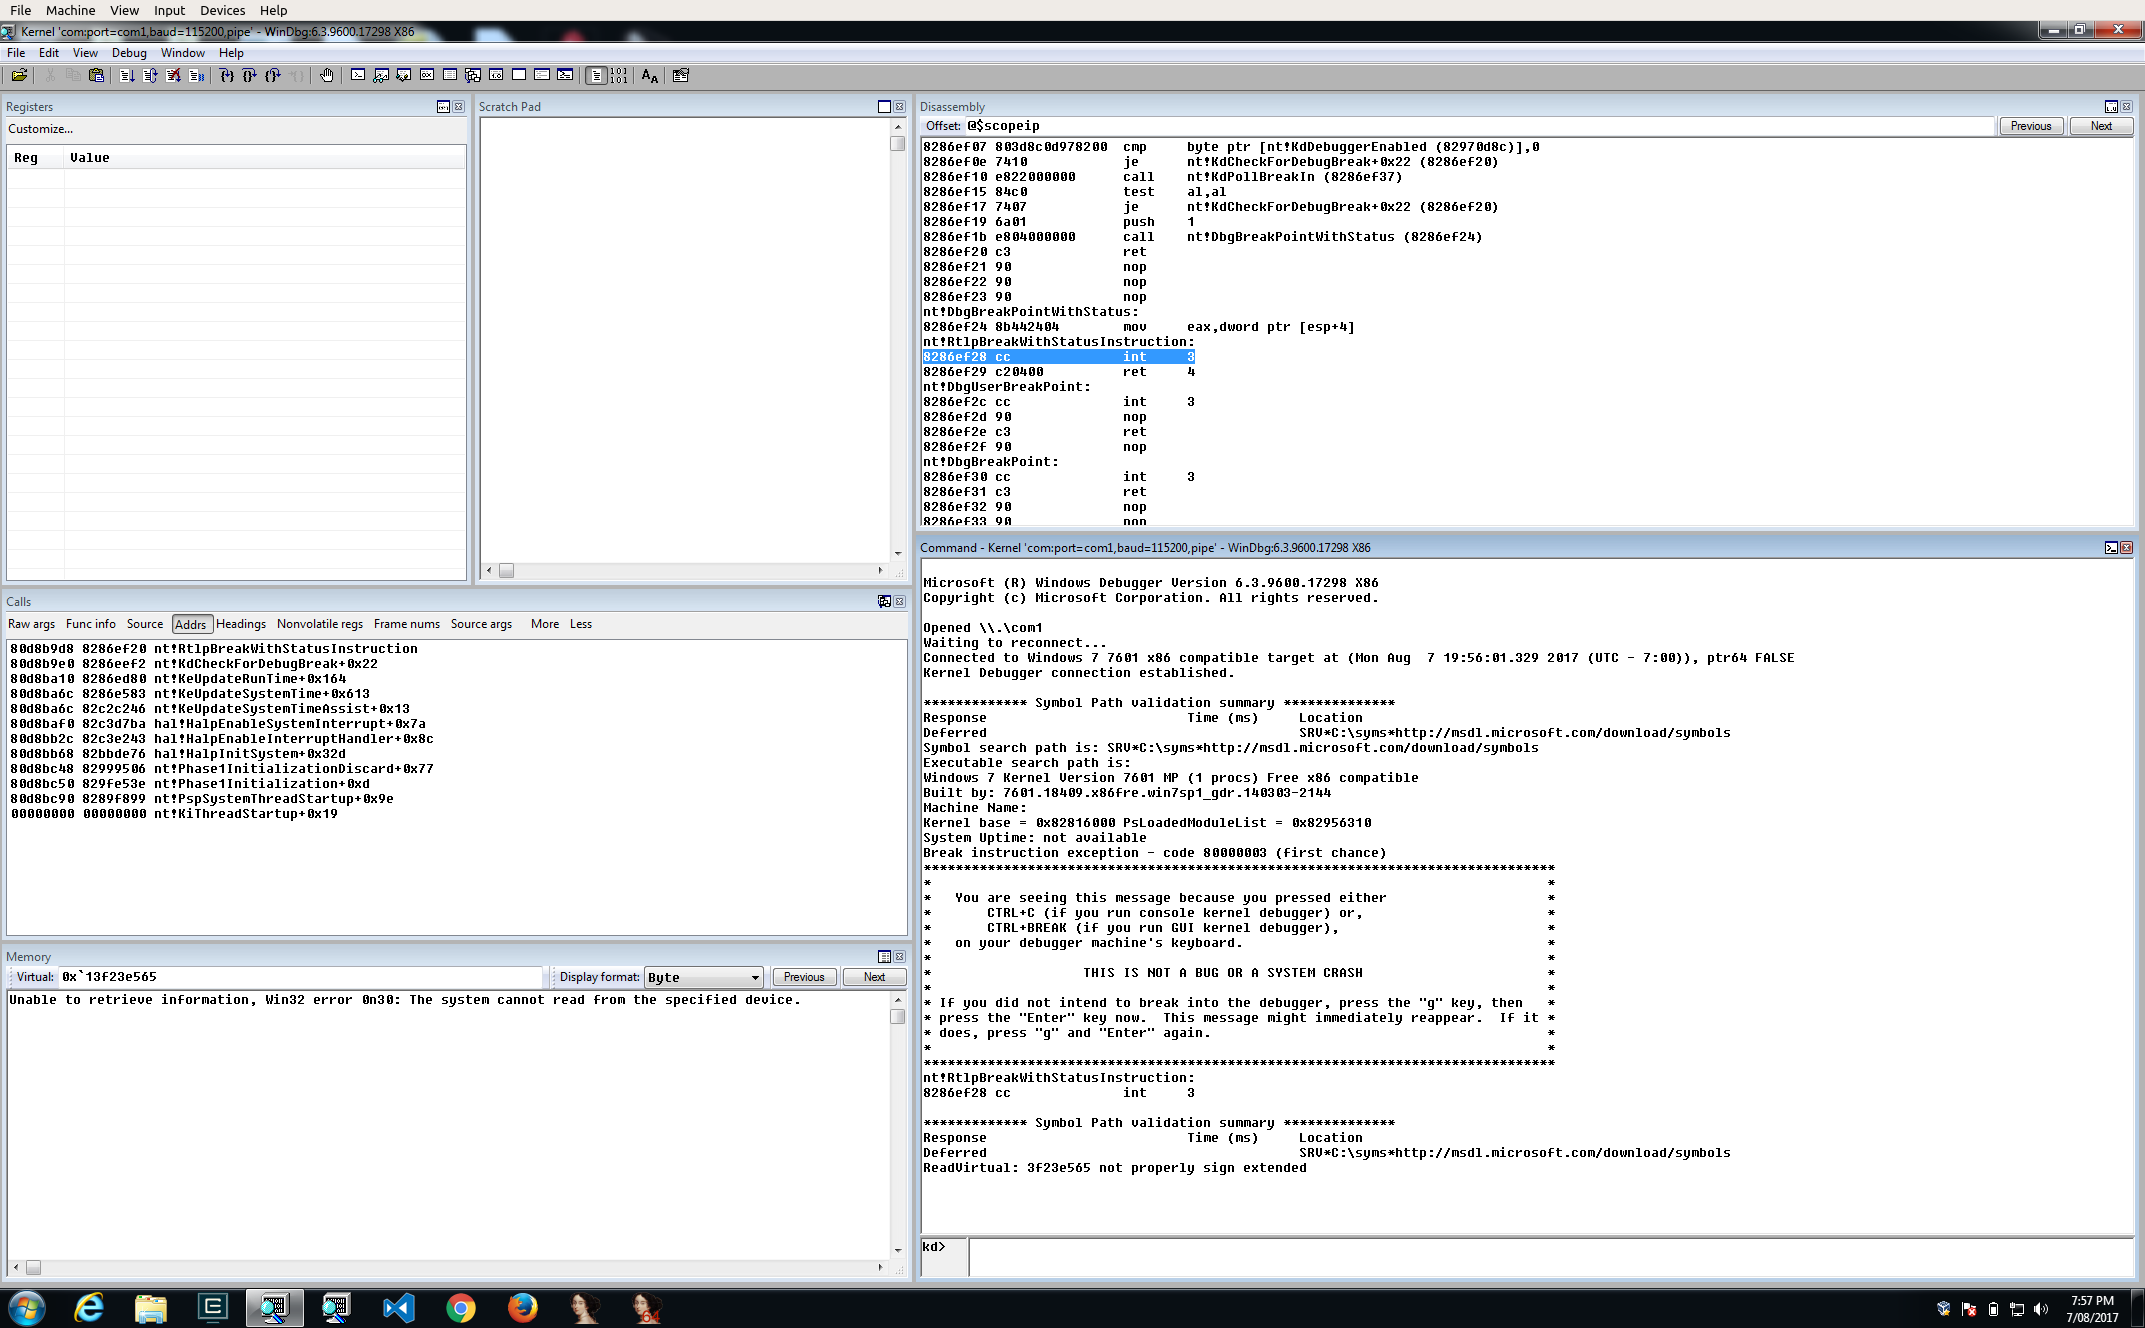 File Machine View Input Devices Help
Kernel 'com:port=com1,baud=115200,pipe' - WinDbg:6.3.9600.17298 X86
File Edit View Debug Window Help
Registers
Customize...
Reg Value
Scratch Pad
Disassembly
Offset: @$scopeip
Previous Next
8286ef07 803d8c0d978200 cmp byte ptr [nt!KdDebuggerEnabled (82970d8c)],0
8286ef0e 7410 je nt!KdCheckForDebugBreak+0x22 (8286ef20)
8286ef10 e822000000 call nt!KdPollBreakIn (8286ef37)
8286ef15 84c0 test al,al
8286ef17 7407 je nt!KdCheckForDebugBreak+0x22 (8286ef20)
8286ef19 6a01 push 1
8286ef1b e804000000 call nt!DbgBreakPointWithStatus (8286ef24)
8286ef20 c3 ret
8286ef21 90 nop
8286ef22 90 nop
8286ef23 90 nop
nt!DbgBreakPointWithStatus:
8286ef24 8b442404 mov eax,dword ptr [esp+4]
nt!RtlpBreakWithStatusInstruction:
8286ef28 cc int 3
8286ef29 c20400 ret 4
nt!DbgUserBreakPoint:
8286ef2c cc int 3
8286ef2d 90 nop
8286ef2e c3 ret
8286ef2f 90 nop
nt!DbgBreakPoint:
8286ef30 cc int 3
8286ef31 c3 ret
8286ef32 90 nop
8286ef33 90 nop
Calls
Raw args Func info Source Addrs Headings Nonvolatile regs Frame nums Source args More Less
80d8b9d8 8286ef20 nt!RtlpBreakWithStatusInstruction
80d8b9e0 8286eef2 nt!KdCheckForDebugBreak+0x22
80d8ba10 8286ed80 nt!KeUpdateRunTime+0x164
80d8ba6c 8286e583 nt!KeUpdateSystemTime+0x613
80d8ba6c 82c2c246 nt!KeUpdateSystemTimeAssist+0x13
80d8baf0 82c3d7ba hal!HalpEnableSystemInterrupt+0x7a
80d8bb2c 82c3e243 hal!HalpEnableInterruptHandler+0x8c
80d8bb68 82bbde76 hal!HalpInitSystem+0x32d
80d8bc48 82999506 nt!Phase1InitializationDiscard+0x77
80d8bc50 829fe53e nt!Phase1Initialization+0xd
80d8bc90 8289f899 nt!PspSystemThreadStartup+0x9e
00000000 00000000 nt!KiThreadStartup+0x19
Memory
Virtual: 0x`13f23e565 Display format: Byte Previous Next
Unable to retrieve information, Win32 error 0n30: The system cannot read from the specified device.
Command - Kernel 'com:port=com1,baud=115200,pipe' - WinDbg:6.3.9600.17298 X86
Microsoft (R) Windows Debugger Version 6.3.9600.17298 X86
Copyright (c) Microsoft Corporation. All rights reserved.
Opened \\.\com1
Waiting to reconnect...
Connected to Windows 7 7601 x86 compatible target at (Mon Aug  7 19:56:01.329 2017 (UTC - 7:00)), ptr64 FALSE
Kernel Debugger connection established.
************* Symbol Path validation summary **************
Response Time (ms) Location
Deferred SRV*C:\syms*http://msdl.microsoft.com/download/symbols
Symbol search path is: SRV*C:\syms*http://msdl.microsoft.com/download/symbols
Executable search path is:
Windows 7 Kernel Version 7601 MP (1 procs) Free x86 compatible
Built by: 7601.18409.x86fre.win7sp1_gdr.140303-2144
Machine Name:
Kernel base = 0x82816000 PsLoadedModuleList = 0x82956310
System Uptime: not available
Break instruction exception - code 80000003 (first chance)
*******************************************************************************
* *
* You are seeing this message because you pressed either *
* CTRL+C (if you run console kernel debugger) or, *
* CTRL+BREAK (if you run GUI kernel debugger), *
* on your debugger machine's keyboard. *
* *
* THIS IS NOT A BUG OR A SYSTEM CRASH *
* *
* If you did not intend to break into the debugger, press the "g" key, then *
* press the "Enter" key now. This message might immediately reappear. If it *
* does, press "g" and "Enter" again. *
* *
*******************************************************************************
nt!RtlpBreakWithStatusInstruction:
8286ef28 cc int 3
************* Symbol Path validation summary **************
Response Time (ms) Location
Deferred SRV*C:\syms*http://msdl.microsoft.com/download/symbols
ReadVirtual: 3f23e565 not properly sign extended
kd>
7:57 PM
7/08/2017